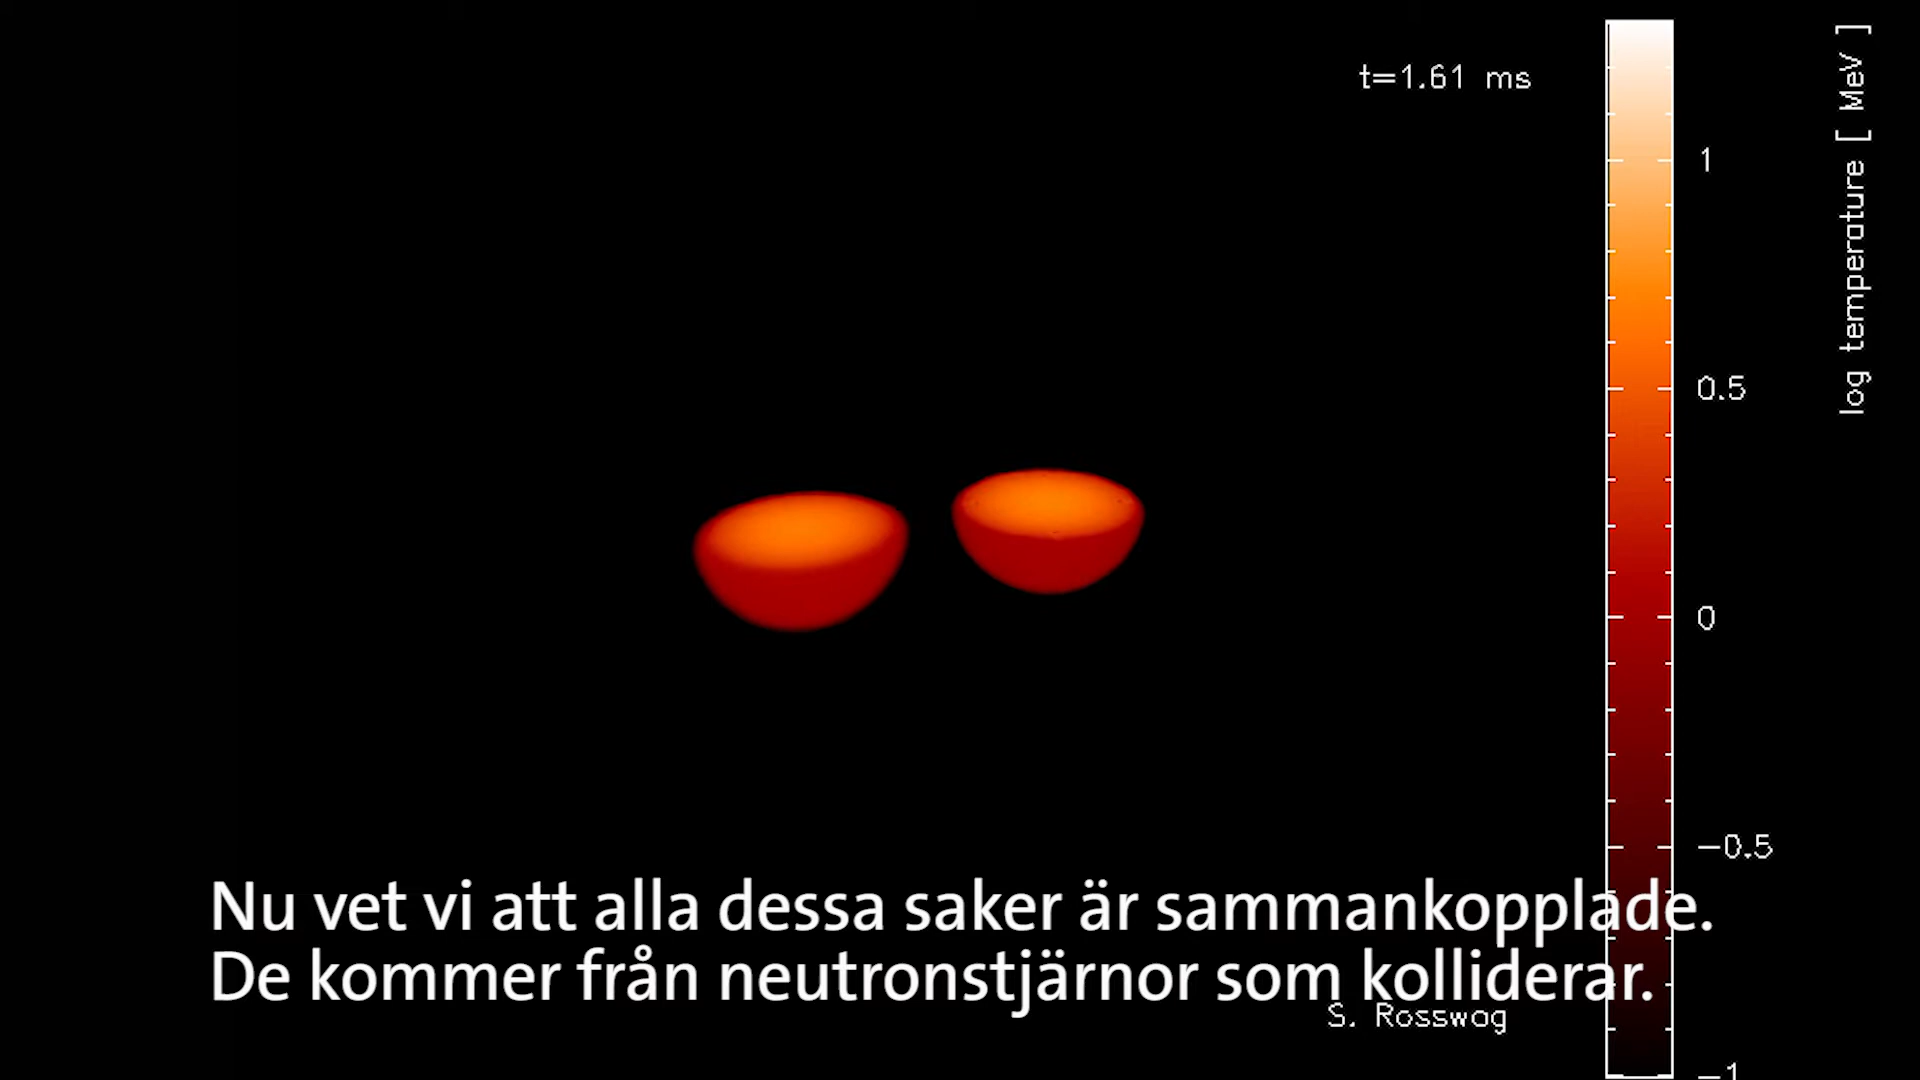 t=1.61 ms
log temperature [ MeV ]
1
0.5
0
−0.5
−1
Nu vet vi att alla dessa saker är sammankopplade.
De kommer från neutronstjärnor som kolliderar.
S. Rosswog